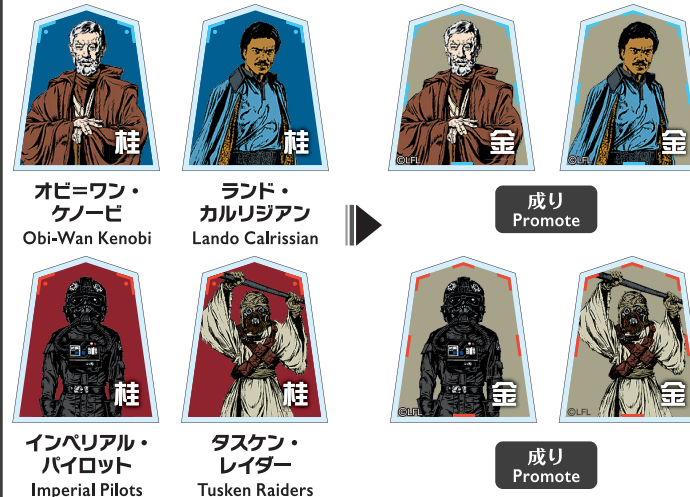 桂
桂
金
金
©LFL
©LFL
オビ=ワン・
ケノービ
Obi-Wan Kenobi
ランド・
カルリジアン
Lando Calrissian
成り
Promote
桂
桂
金
金
©LFL
©LFL
インペリアル・
パイロット
Imperial Pilots
タスケン・
レイダー
Tusken Raiders
成り
Promote